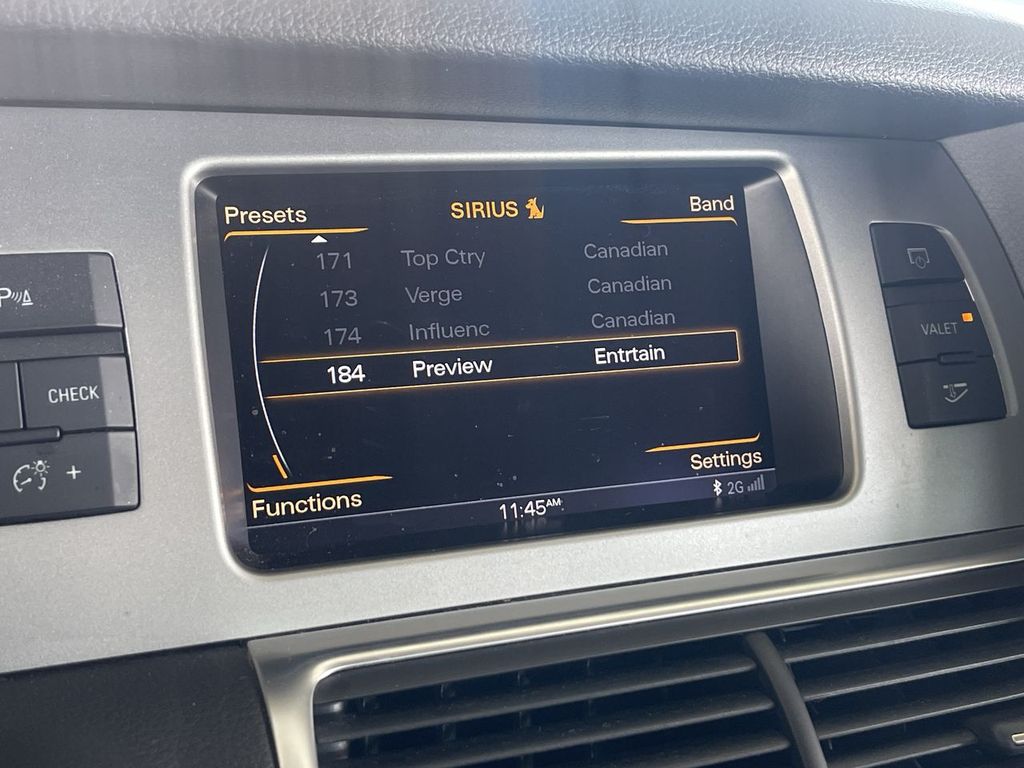 Presets SIRIUS Band
171 Top Ctry Canadian
173 Verge Canadian
174 Influenc Canadian
184 Preview Entrtain
Settings
Functions
11:45AM 2G
P
CHECK
+
VALET